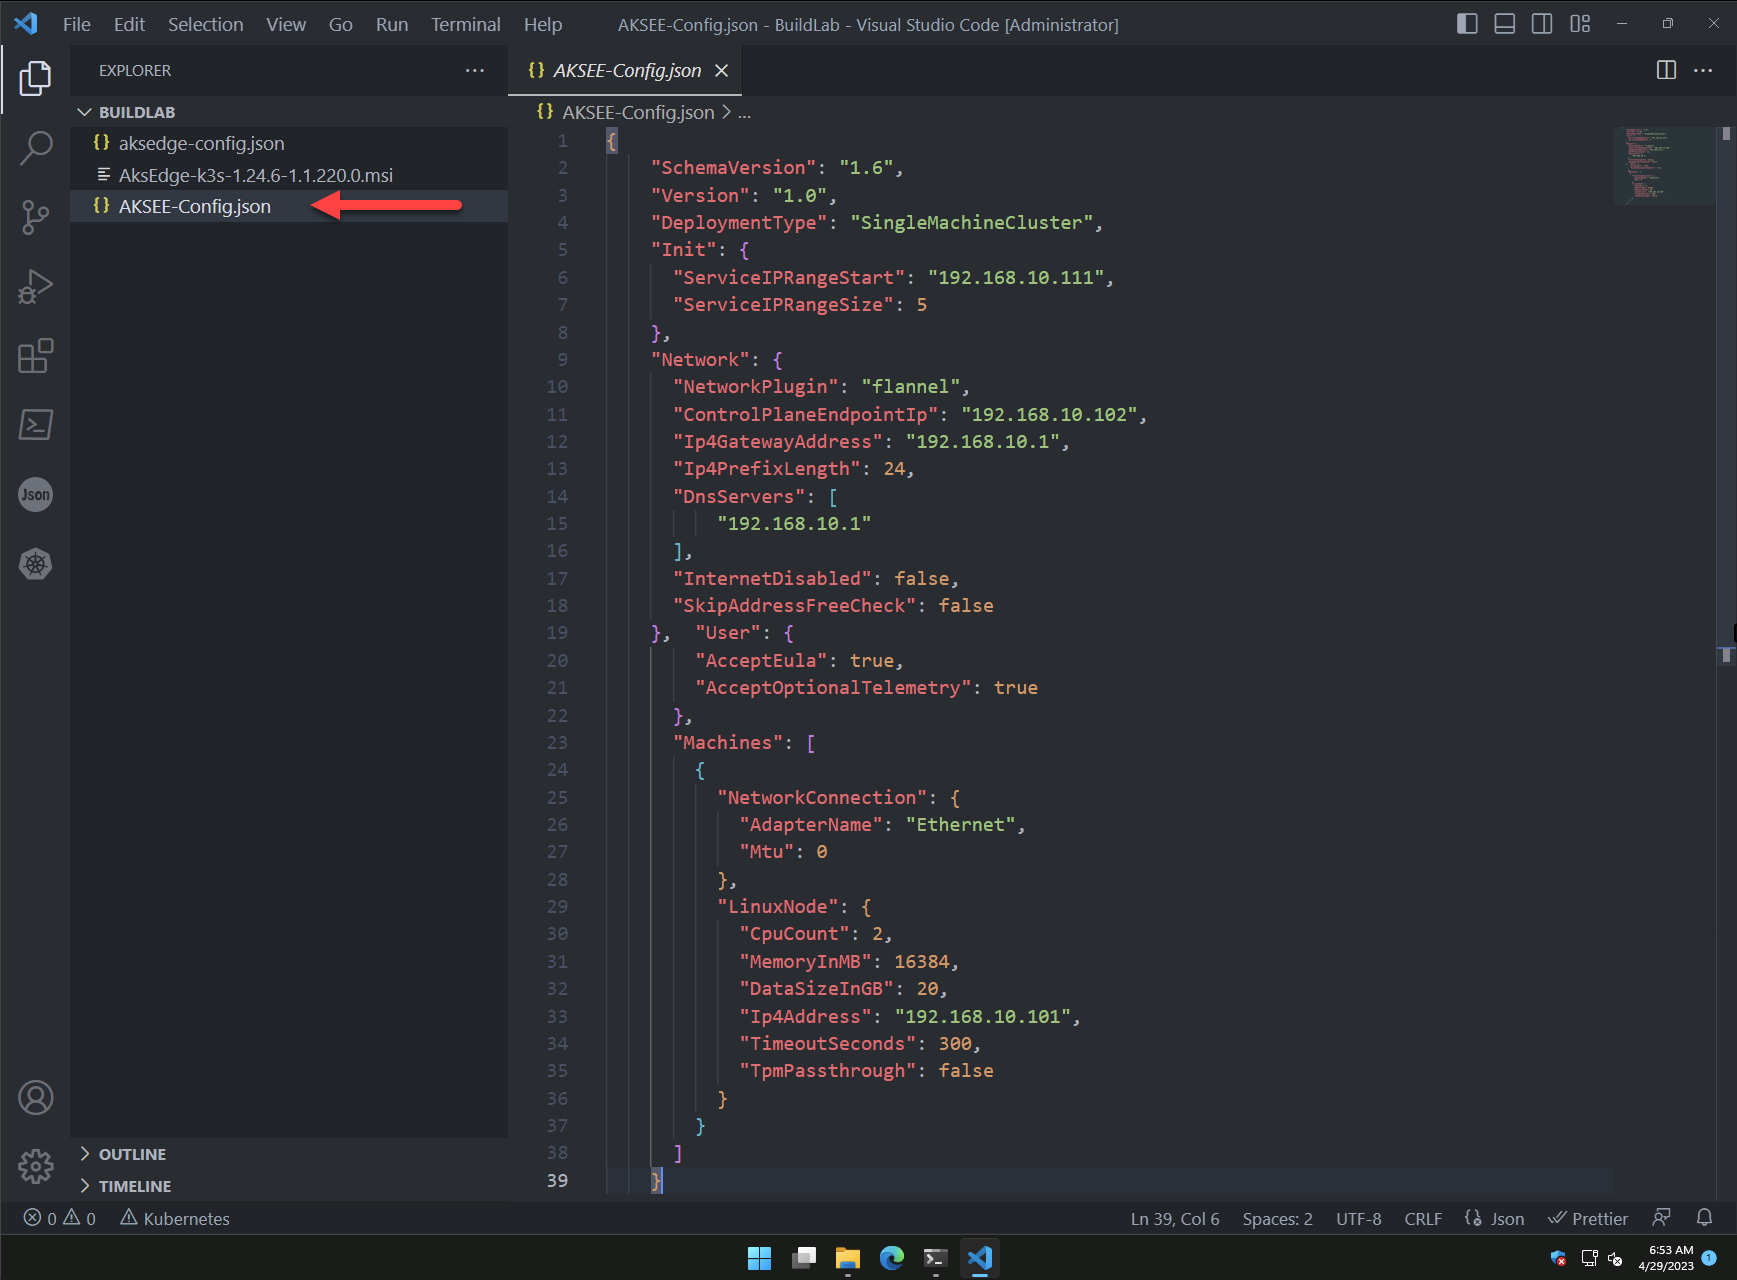 File Edit Selection View Go Run Terminal Help AKSEE-Config.json - BuildLab - Visual Studio Code [Administrator]
EXPLORER ···
BUILDLAB
{} aksedge-config.json
AksEdge-k3s-1.24.6-1.1.220.0.msi
{} AKSEE-Config.json
Json
OUTLINE
TIMELINE
{} AKSEE-Config.json
{} AKSEE-Config.json > ...
1 {
2 "SchemaVersion": "1.6",
3 "Version": "1.0",
4 "DeploymentType": "SingleMachineCluster",
5 "Init": {
6 "ServiceIPRangeStart": "192.168.10.111",
7 "ServiceIPRangeSize": 5
8 },
9 "Network": {
10 "NetworkPlugin": "flannel",
11 "ControlPlaneEndpointIp": "192.168.10.102",
12 "Ip4GatewayAddress": "192.168.10.1",
13 "Ip4PrefixLength": 24,
14 "DnsServers": [
15 "192.168.10.1"
16 ],
17 "InternetDisabled": false,
18 "SkipAddressFreeCheck": false
19 }, "User": {
20 "AcceptEula": true,
21 "AcceptOptionalTelemetry": true
22 },
23 "Machines": [
24 {
25 "NetworkConnection": {
26 "AdapterName": "Ethernet",
27 "Mtu": 0
28 },
29 "LinuxNode": {
30 "CpuCount": 2,
31 "MemoryInMB": 16384,
32 "DataSizeInGB": 20,
33 "Ip4Address": "192.168.10.101",
34 "TimeoutSeconds": 300,
35 "TpmPassthrough": false
36 }
37 }
38 ]
39 }
0 0 Kubernetes Ln 39, Col 6 Spaces: 2 UTF-8 CRLF Json Prettier
6:53 AM
4/29/2023
1